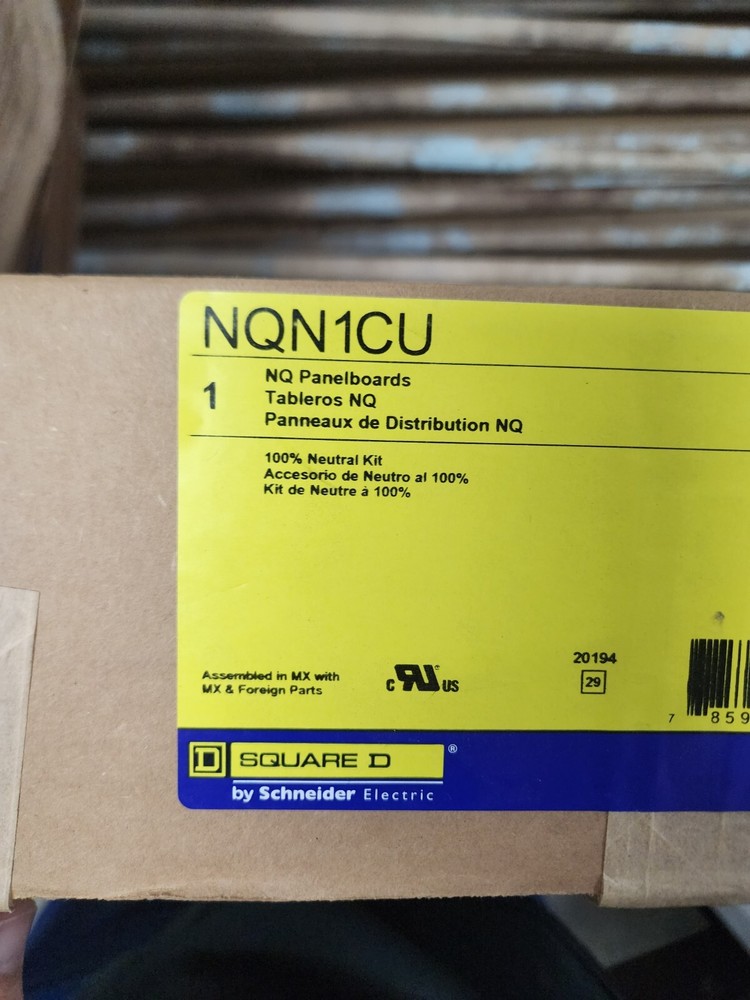 NQN1CU
1
NQ Panelboards
Tableros NQ
Panneaux de Distribution NQ
100% Neutral Kit
Accesorio de Neutro al 100%
Kit de Neutre à 100%
Assembled in MX with
MX & Foreign Parts
c RU US
20194
29
7 859
D SQUARE D ®
by Schneider Electric